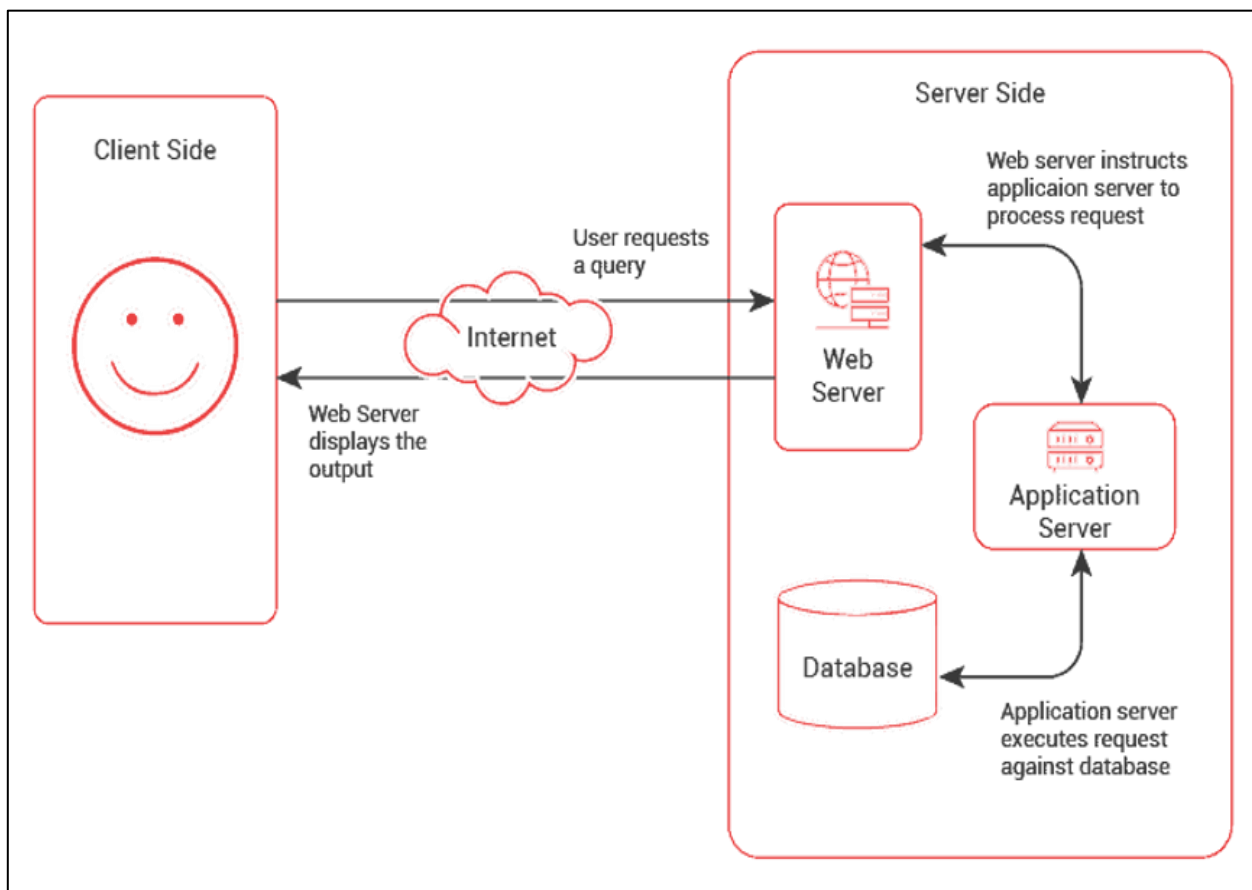 Client Side
User requests
a query
Internet
Web Server
displays the
output
Server Side
Web server instructs
applicaion server to
process request
Web
Server
Application
Server
Database
Application server
executes request
against database